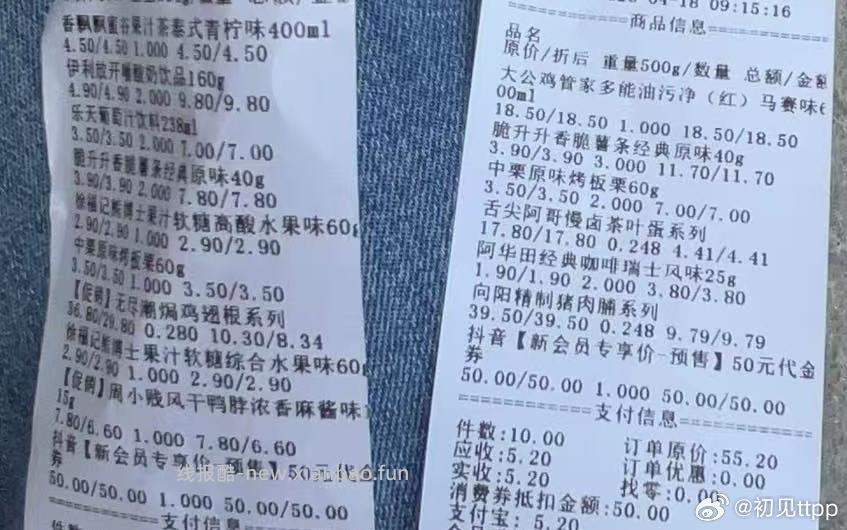 香飘飘蜜谷果汁茶泰式青柠味400ml
4.50/4.50 1.000 4.50/4.50
伊利放开嚼酸奶饮品160g
4.90/4.90 2.000 9.80/9.80
乐天葡萄汁饮料238ml
3.50/3.50 2.000 7.00/7.00
脆升升香脆薯条经典原味40g
3.90/3.90 2.000 7.80/7.80
徐福记熊博士果汁软糖高酸水果味60g
2.90/2.90 1.000 2.90/2.90
中栗原味烤板栗60g
3.50/3.50 1.000 3.50/3.50
【促销】无尽潮焗鸡翅根系列
36.80/29.80 0.280 10.30/8.34
徐福记熊博士果汁软糖综合水果味60g
2.90/2.90 1.000 2.90/2.90
【促销】周小贱风干鸭脖浓香麻酱味
15g
7.80/6.60 1.000 7.80/6.60
抖音【新会员专享价-预售】50元代
券
50.00/50.00 1.000 50.00/50.00
======支付信息======
件数
04-18 09:15:16
======商品信息======
品名
原价/折后 重量500g/数量 总额/金额
大公鸡管家多能油污净（红）马赛味6
00ml
18.50/18.50 1.000 18.50/18.50
脆升升香脆薯条经典原味40g
3.90/3.90 3.000 11.70/11.70
中栗原味烤板栗60g
3.50/3.50 2.000 7.00/7.00
舌尖阿哥慢卤茶叶蛋系列
17.80/17.80 0.248 4.41/4.41
阿华田经典咖啡瑞士风味25g
1.90/1.90 2.000 3.80/3.80
向阳精制猪肉脯系列
39.50/39.50 0.248 9.79/9.79
抖音【新会员专享价-预售】50元代金
券
50.00/50.00 1.000 50.00/50.00
======支付信息======
件数:10.00 订单原价:55.20
应收:5.20 订单优惠:0.00
实收:5.20 找零:0.00
消费券抵扣金额:50.00
支付宝: 5.20
线报酷-new.xianbao.fun
@初见ttpp